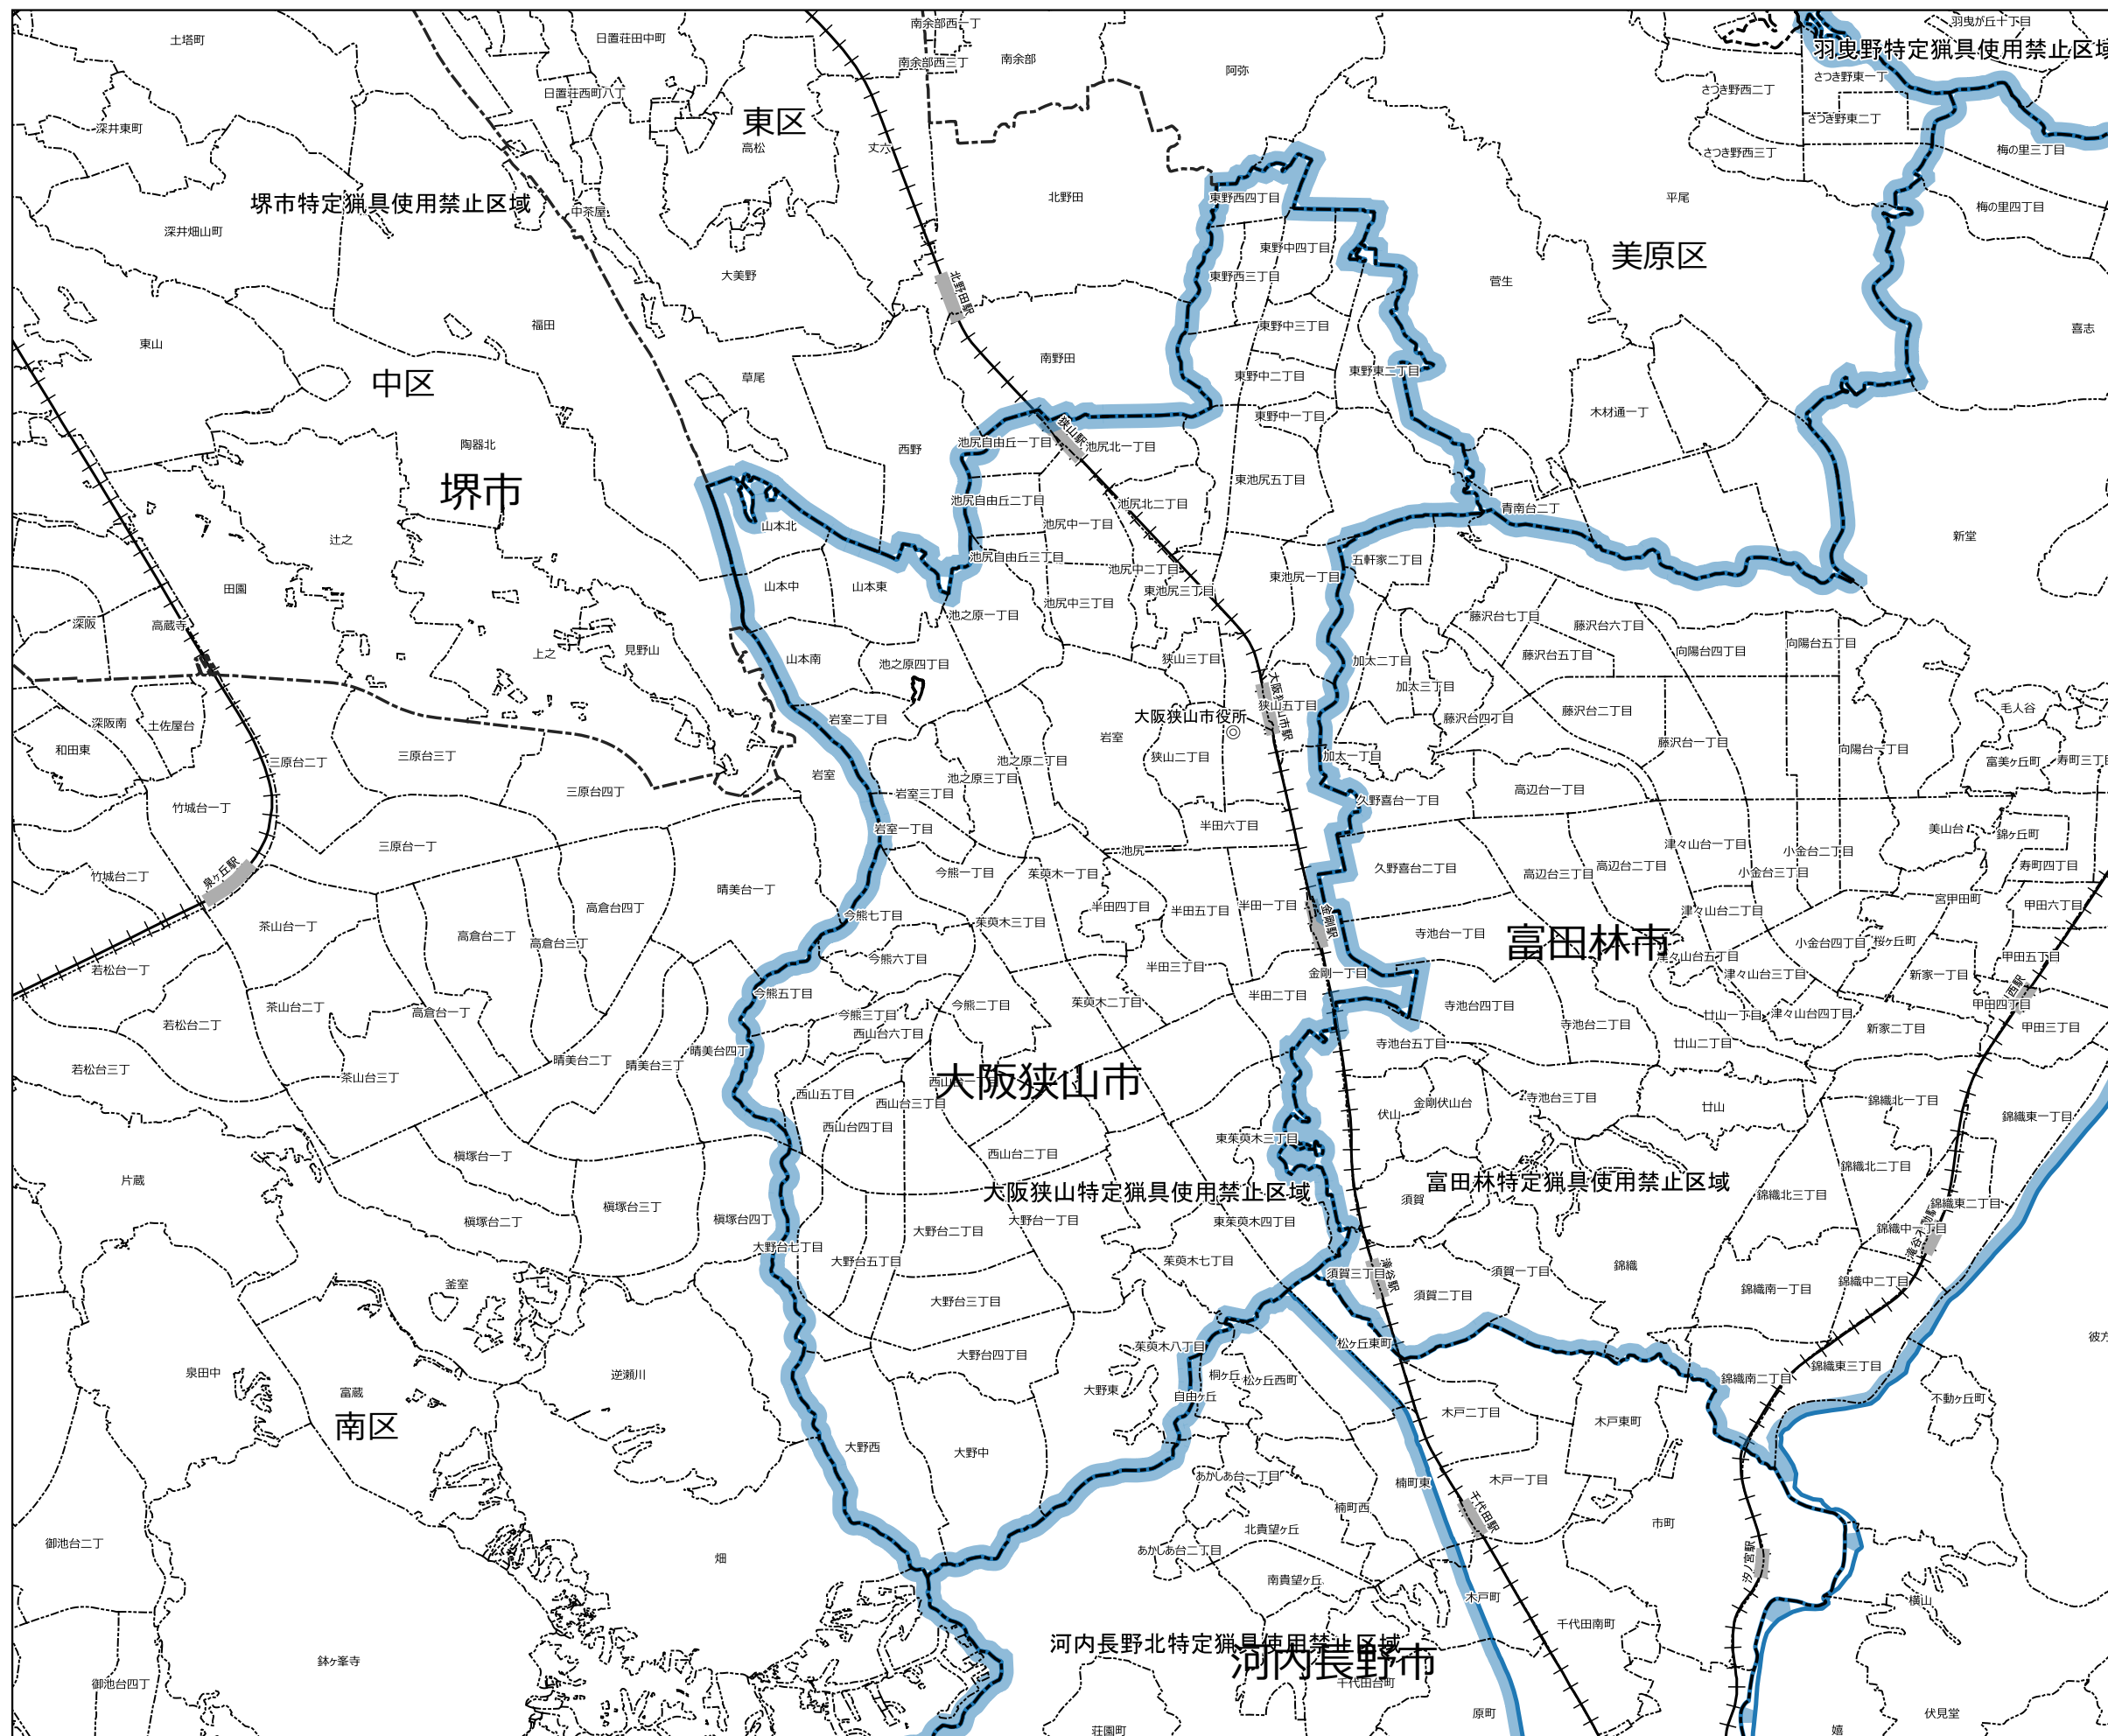 土塔町
日置荘田中町
南余部西一丁
南余部
南余部西三丁
阿弥
羽曳が丘十丁目
羽曳野特定猟具使用禁止区域
さつき野東一丁
さつき野西二丁
日置荘西町八丁
深井東町
東区
高松
丈六
さつき野東二丁
さつき野西三丁
梅の里三丁目
堺市特定猟具使用禁止区域
中茶屋
北野田
東野西四丁目
平尾
梅の里四丁目
深井畑山町
東野中四丁目
美原区
大美野
東野西三丁目
菅生
北野田駅
福田
東野中三丁目
喜志
東山
南野田
中区
草尾
東野中二丁目
東野東二丁目
東野中一丁目
木材通一丁
陶器北
西野
池尻自由丘一丁目
狭山駅
池尻北一丁目
堺市
東池尻五丁目
池尻自由丘二丁目
池尻北二丁目
青南台二丁
山本北
池尻中一丁目
辻之
新堂
池尻自由丘三丁目
五軒家二丁目
池尻中二丁目
東池尻一丁目
田園
山本中
山本東
東池尻三丁目
池尻中三丁目
池之原一丁目
藤沢台七丁目
深阪
高蔵寺
藤沢台六丁目
上之
見野山
山本南
池之原四丁目
狭山三丁目
加太二丁目
藤沢台五丁目
向陽台四丁目
向陽台五丁目
加太三丁目
大阪狭山市駅
狭山五丁目
深阪南
土佐屋台
岩室二丁目
大阪狭山市役所
藤沢台四丁目
藤沢台二丁目
毛人谷
和田東
三原台三丁
三原台二丁
岩室
岩室
池之原二丁目
狭山二丁目
加太一丁目
藤沢台一丁目
向陽台一丁目
富美ヶ丘町
寿町三丁目
池之原三丁目
三原台四丁
岩室三丁目
高辺台一丁目
久野喜台一丁目
竹城台一丁
岩室一丁目
半田六丁目
美山台
錦ヶ丘町
三原台一丁
池尻
津々山台一丁目
小金台二丁目
泉ヶ丘駅
竹城台二丁
今熊一丁目
茱萸木一丁目
久野喜台二丁目
高辺台三丁目
高辺台二丁目
小金台三丁目
寿町四丁目
晴美台一丁
高倉台四丁
半田四丁目
半田五丁目
半田一丁目
津々山台二丁目
宮甲田町
甲田六丁目
茶山台一丁
高倉台二丁
高倉台三丁
今熊七丁目
茱萸木三丁目
金剛駅
寺池台一丁目
富田林市
小金台四丁目
桜ヶ丘町
若松台一丁
今熊六丁目
半田三丁目
金剛一丁目
津々山台五丁目
津々山台三丁目
新家一丁目
甲田五丁目
今熊五丁目
半田二丁目
茶山台二丁
高倉台一丁
今熊三丁目
今熊二丁目
茱萸木二丁目
寺池台四丁目
甲田四丁目
若松台二丁
西山台六丁目
寺池台二丁目
廿山一丁目
津々山台四丁目
新家二丁目
甲田三丁目
晴美台四丁
寺池台五丁目
廿山二丁目
若松台三丁
茶山台三丁
晴美台二丁
晴美台三丁
大阪狭山市
西山五丁目
西山台三丁目
伏山
金剛伏山台
寺池台三丁目
廿山
錦織北一丁目
錦織東一丁目
西山台四丁目
東茱萸木三丁目
槇塚台一丁
西山台二丁目
錦織北二丁目
片蔵
大阪狭山特定猟具使用禁止区域
富田林特定猟具使用禁止区域
槇塚台三丁
槇塚台二丁
槇塚台四丁
大野台二丁目
大野台一丁目
東茱萸木四丁目
須賀
錦織北三丁目
錦織東二丁目
大野台七丁目
大野台五丁目
茱萸木七丁目
錦織中一丁目
釜室
須賀三丁目
滝谷駅
須賀一丁目
錦織
大野台三丁目
須賀二丁目
錦織南一丁目
錦織中二丁目
松ヶ丘東町
大野台四丁目
茱萸木八丁目
泉田中
逆瀬川
桐ヶ丘
松ヶ丘西町
錦織南二丁目
錦織東三丁目
富蔵
大野東
自由ヶ丘
不動ヶ丘町
南区
木戸二丁目
木戸東町
大野西
大野中
あかしあ台一丁目
楠町東
木戸一丁目
御池台二丁
楠町西
千代田駅
市町
北貴望ヶ丘
あかしあ台二丁目
畑
汐ノ宮駅
南貴望ヶ丘
木戸町
横山
千代田南町
河内長野北特定猟具使用禁止区域
河内長野市
鉢ヶ峯寺
御池台四丁
千代田台町
原町
伏見堂
荘園町
嬉